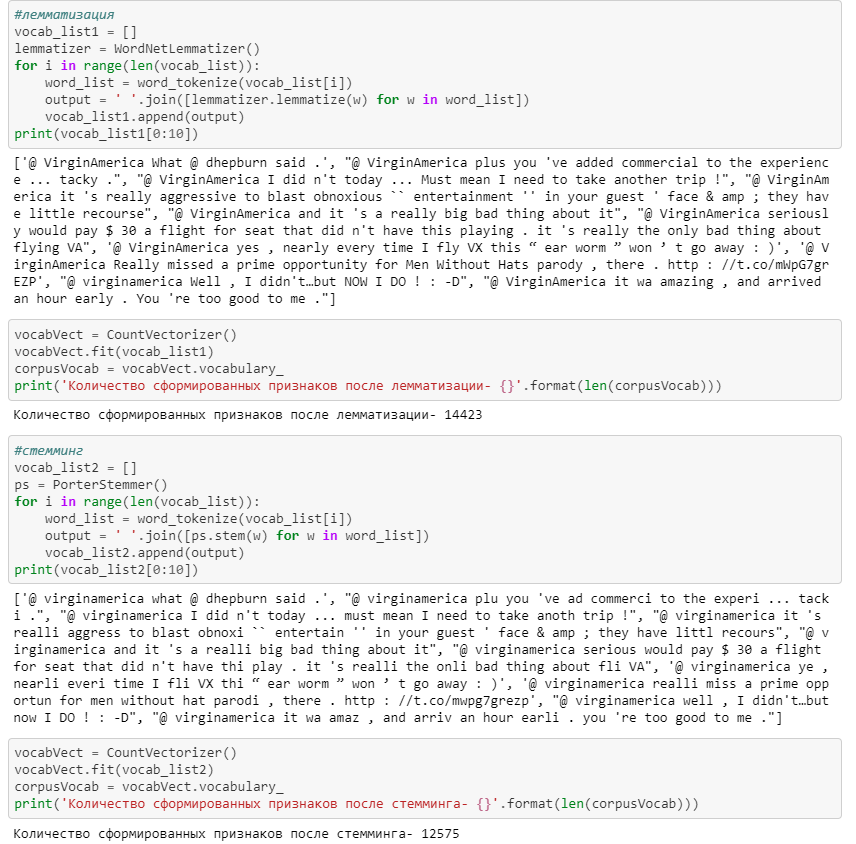 #лемматизация
vocab_list1 = []
lemmatizer = WordNetLemmatizer()
for i in range(len(vocab_list)):
    word_list = word_tokenize(vocab_list[i])
    output = ' '.join([lemmatizer.lemmatize(w) for w in word_list])
    vocab_list1.append(output)
print(vocab_list1[0:10])
['@ VirginAmerica What @ dhepburn said .', "@ VirginAmerica plus you 've added commercial to the experienc
e ... tacky .", "@ VirginAmerica I did n't today ... Must mean I need to take another trip !", "@ VirginAm
erica it 's really aggressive to blast obnoxious `` entertainment '' in your guest ' face & amp ; they hav
e little recourse", "@ VirginAmerica and it 's a really big bad thing about it", "@ VirginAmerica seriousl
y would pay $ 30 a flight for seat that did n't have this playing . it 's really the only bad thing about
flying VA", '@ VirginAmerica yes , nearly every time I fly VX this “ ear worm ” won ’ t go away : )', '@ V
irginAmerica Really missed a prime opportunity for Men Without Hats parody , there . http : //t.co/mWpG7gr
EZP', "@ virginamerica Well , I didn't…but NOW I DO ! : -D", "@ VirginAmerica it wa amazing , and arrived
an hour early . You 're too good to me ."]
vocabVect = CountVectorizer()
vocabVect.fit(vocab_list1)
corpusVocab = vocabVect.vocabulary_
print('Количество сформированных признаков после лемматизации- {}'.format(len(corpusVocab)))
Количество сформированных признаков после лемматизации- 14423
#стемминг
vocab_list2 = []
ps = PorterStemmer()
for i in range(len(vocab_list)):
    word_list = word_tokenize(vocab_list[i])
    output = ' '.join([ps.stem(w) for w in word_list])
    vocab_list2.append(output)
print(vocab_list2[0:10])
['@ virginamerica what @ dhepburn said .', "@ virginamerica plu you 've ad commerci to the experi ... tack
i .", "@ virginamerica I did n't today ... must mean I need to take anoth trip !", "@ virginamerica it 's
realli aggress to blast obnoxi `` entertain '' in your guest ' face & amp ; they have littl recours", "@ v
irginamerica and it 's a realli big bad thing about it", "@ virginamerica serious would pay $ 30 a flight
for seat that did n't have thi play . it 's realli the onli bad thing about fli VA", '@ virginamerica ye ,
nearli everi time I fli VX thi “ ear worm ” won ’ t go away : )', '@ virginamerica realli miss a prime opp
ortun for men without hat parodi , there . http : //t.co/mwpg7grezp', "@ virginamerica well , I didn't…but
now I DO ! : -D", "@ virginamerica it wa amaz , and arriv an hour earli . you 're too good to me ."]
vocabVect = CountVectorizer()
vocabVect.fit(vocab_list2)
corpusVocab = vocabVect.vocabulary_
print('Количество сформированных признаков после стемминга- {}'.format(len(corpusVocab)))
Количество сформированных признаков после стемминга- 12575